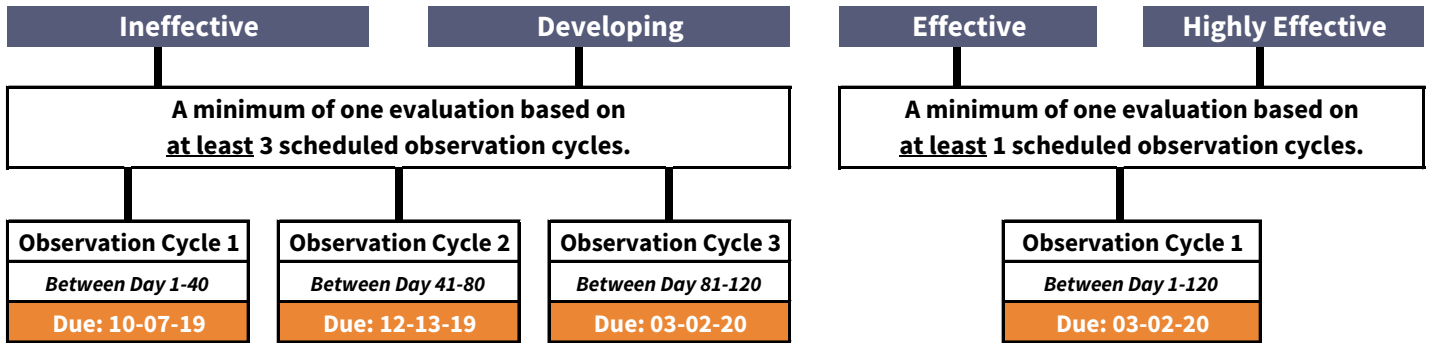 Ineffective
Developing
A minimum of one evaluation based on
at least 3 scheduled observation cycles.
Observation Cycle 1
Between Day 1-40
Due: 10-07-19
Observation Cycle 2
Between Day 41-80
Due: 12-13-19
Observation Cycle 3
Between Day 81-120
Due: 03-02-20
Effective
Highly Effective
A minimum of one evaluation based on
at least 1 scheduled observation cycles.
Observation Cycle 1
Between Day 1-120
Due: 03-02-20